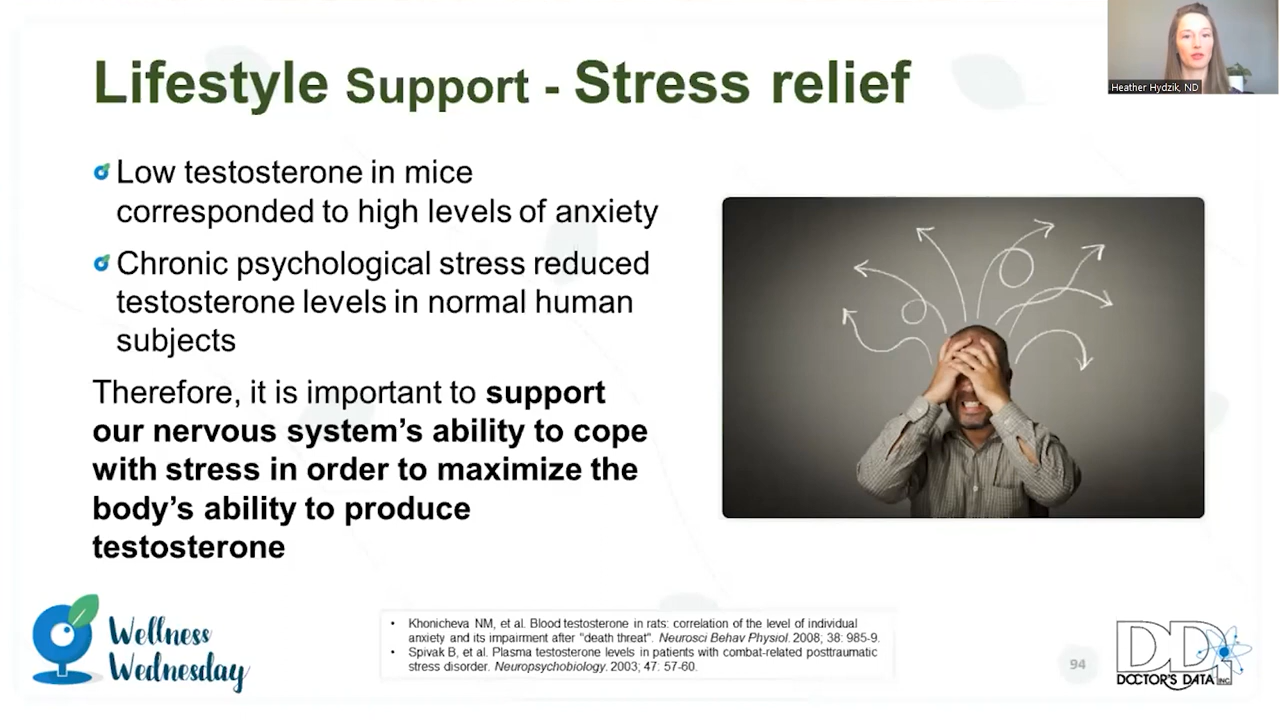 Lifestyle Support - Stress relief
Heather Hydzik, ND
Low testosterone in mice
corresponded to high levels of anxiety
Chronic psychological stress reduced
testosterone levels in normal human
subjects
Therefore, it is important to support
our nervous system’s ability to cope
with stress in order to maximize the
body’s ability to produce
testosterone
Wellness
Wednesday
• Khonicheva NM, et al. Blood testosterone in rats: correlation of the level of individual
anxiety and its impairment after "death threat". Neurosci Behav Physiol. 2008; 38: 985-9.
• Spivak B, et al. Plasma testosterone levels in patients with combat-related posttraumatic
stress disorder. Neuropsychobiology. 2003; 47: 57-60.
94
DDI
DOCTOR'S DATA INC.